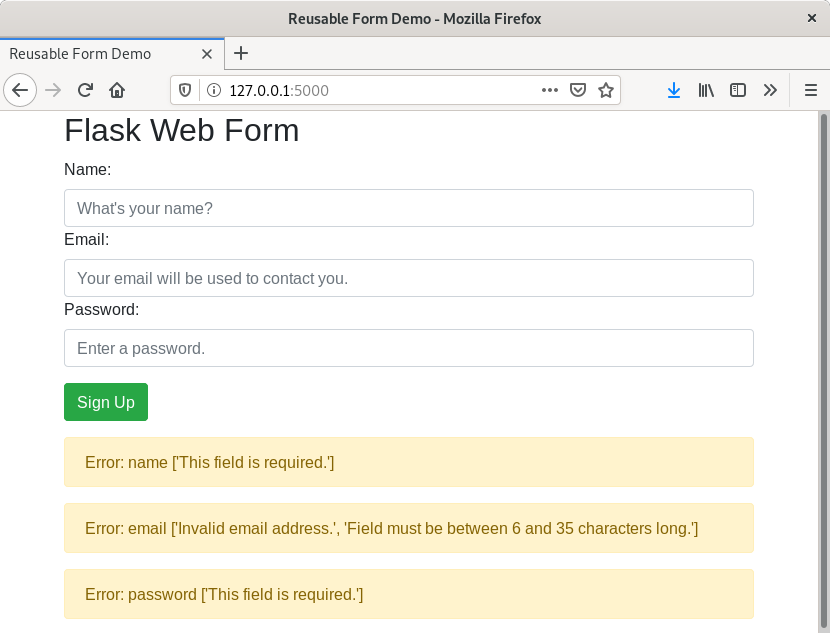 Reusable Form Demo - Mozilla Firefox
Reusable Form Demo
127.0.0.1:5000
Flask Web Form
Name:
What's your name?
Email:
Your email will be used to contact you.
Password:
Enter a password.
Sign Up
Error: name ['This field is required.']
Error: email ['Invalid email address.', 'Field must be between 6 and 35 characters long.']
Error: password ['This field is required.']